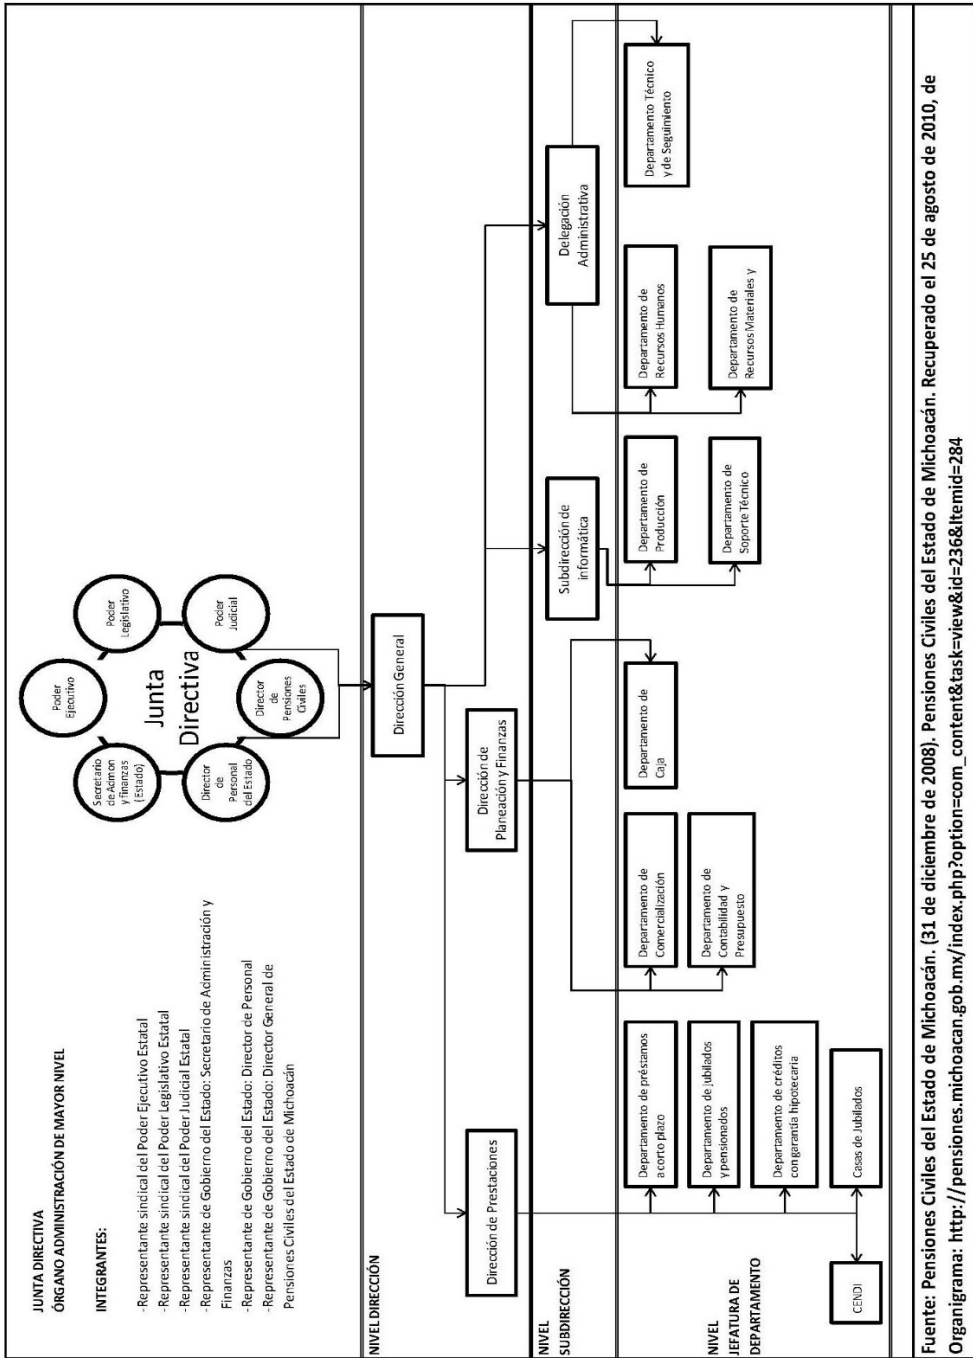 JUNTA DIRECTIVA
ÓRGANO ADMINISTRACIÓN DE MAYOR NIVEL
INTEGRANTES:
-Representante sindical del Poder Ejecutivo Estatal
-Representante sindical del Poder Legislativo Estatal
-Representante sindical del Poder Judicial Estatal
-Representante de Gobierno del Estado: Secretario de Administración y
Finanzas
-Representante de Gobierno del Estado: Director de Personal
-Representante de Gobierno del Estado: Director General de
Pensiones Civiles del Estado de Michoacán
Poder
Ejecutivo
Secretario
de Admon
y finanzas
(Estado)
Poder
Legislativo
Junta
Directiva
Director
de
Personal
del Estado
Poder
Judicial
Director
de
Pensiones
Civiles
NIVEL DIRECCIÓN
Dirección General
Dirección de Prestaciones
Dirección de
Planeación y Finanzas
NIVEL
SUBDIRECCIÓN
Subdirección de
informática
Delegación
Administrativa
NIVEL
JEFATURA DE
DEPARTAMENTO
Departamento de préstamos
a corto plazo
Departamento de jubilados
y pensionados
Departamento de créditos
con garantía hipotecaria
Casas de Jubilados
CENDI
Departamento de
Comercialización
Departamento de
Contabilidad y
Presupuesto
Departamento de
Caja
Departamento de
Producción
Departamento de
Soporte Técnico
Departamento de
Recursos Humanos
Departamento de
Recursos Materiales y
Departamento Técnico
y de Seguimiento
Fuente: Pensiones Civiles del Estado de Michoacán. (31 de diciembre de 2008). Pensiones Civiles del Estado de Michoacán. Recuperado el 25 de agosto de 2010, de
Organigrama: http://pensiones.michoacan.gob.mx/index.php?option=com_content&task=view&id=236&Itemid=284